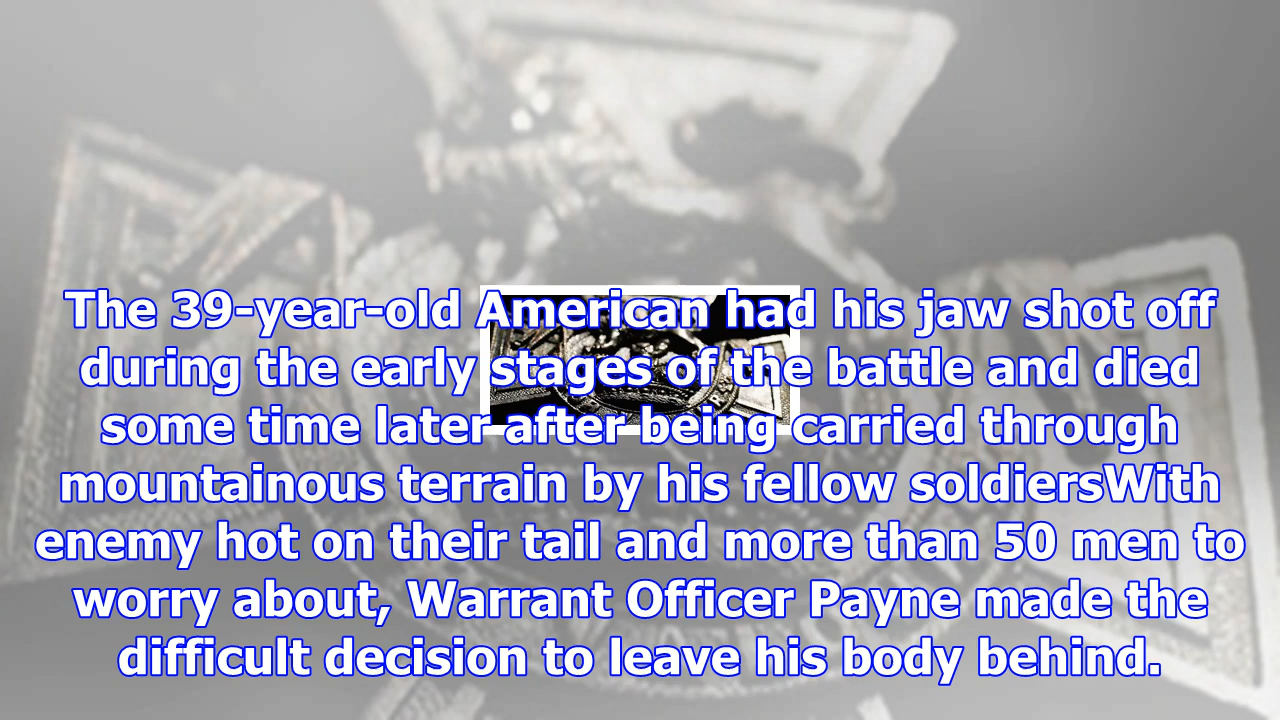 The 39-year-old American had his jaw shot off
during the early stages of the battle and died
some time later after being carried through
mountainous terrain by his fellow soldiersWith
enemy hot on their tail and more than 50 men to
worry about, Warrant Officer Payne made the
difficult decision to leave his body behind.